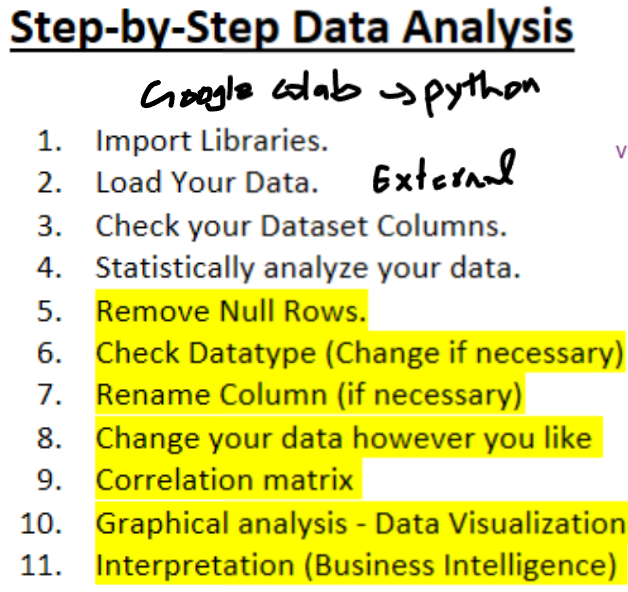 Step-by-Step Data Analysis
Google colab → python
1. Import Libraries.
2. Load Your Data. External
3. Check your Dataset Columns.
4. Statistically analyze your data.
5. Remove Null Rows.
6. Check Datatype (Change if necessary)
7. Rename Column (if necessary)
8. Change your data however you like
9. Correlation matrix
10. Graphical analysis - Data Visualization
11. Interpretation (Business Intelligence)